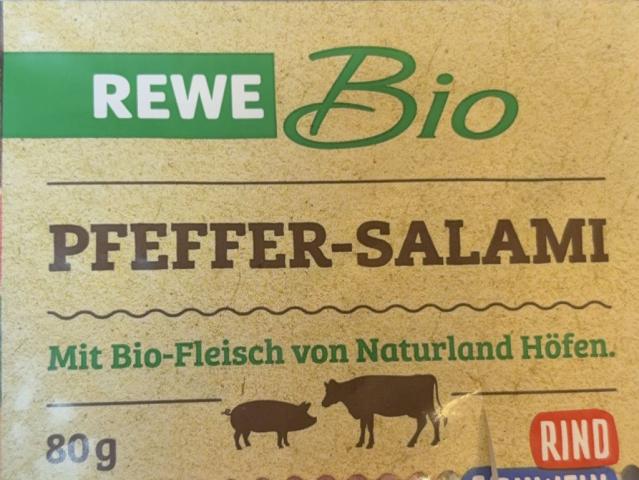 REWE Bio
PFEFFER-SALAMI
Mit Bio-Fleisch von Naturland Höfen.
80g
RIND